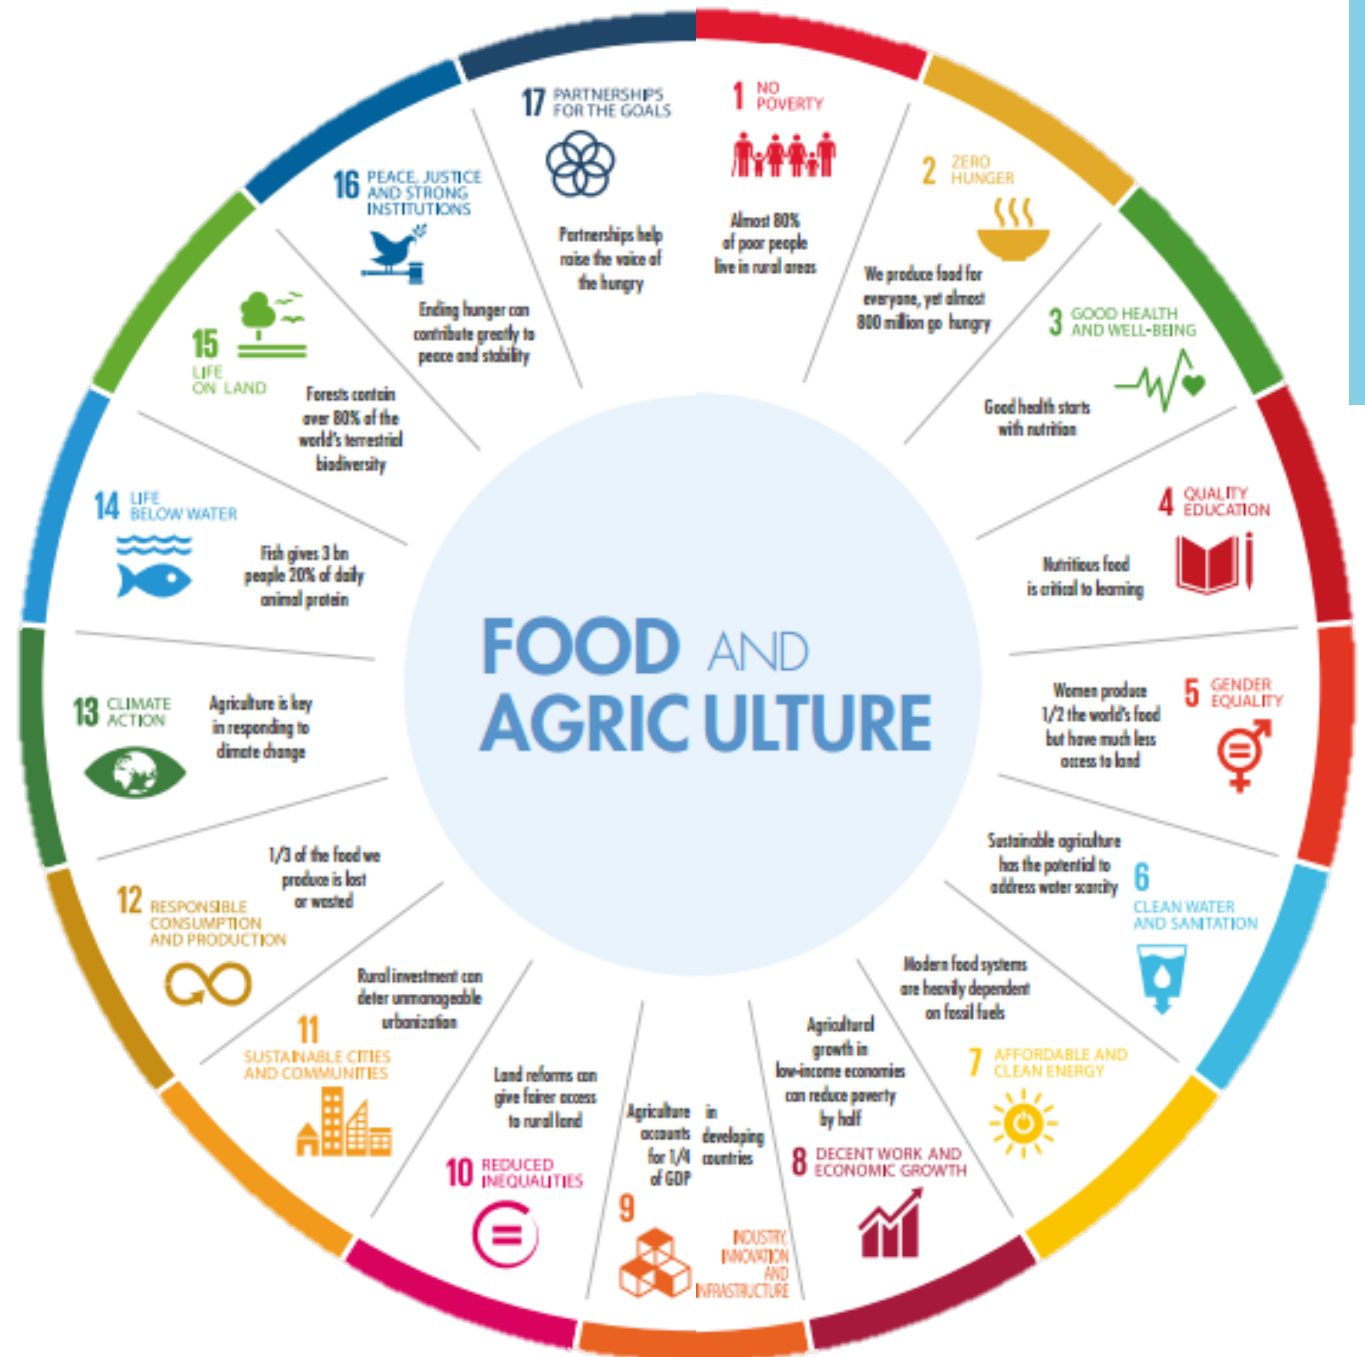 FOOD AND
AGRICULTURE
1 NO
POVERTY
Almost 80%
of poor people
live in rural areas
2 ZERO
HUNGER
We produce food for
everyone, yet almost
800 million go hungry
3 GOOD HEALTH
AND WELL-BEING
Good health starts
with nutrition
4 QUALITY
EDUCATION
Nutritious food
is critical to learning
5 GENDER
EQUALITY
Women produce
1/2 the world's food
but have much less
access to land
Sustainable agriculture
has the potential to
address water scarcity
6
CLEAN WATER
AND SANITATION
Modern food systems
are heavily dependent
on fossil fuels
7 AFFORDABLE AND
CLEAN ENERGY
Agricultural
growth in
low-income economies
can reduce poverty
by half
8 DECENT WORK AND
ECONOMIC GROWTH
Agriculture in
accounts developing
for 1/4 countries
of GDP
9
INDUSTRY,
INNOVATION
AND
INFRASTRUCTURE
Land reforms can
give fairer access
to rural land
10 REDUCED
INEQUALITIES
Rural investment can
deter unmanageable
urbanization
11
SUSTAINABLE CITIES
AND COMMUNITIES
1/3 of the food we
produce is lost
or wasted
12 RESPONSIBLE
CONSUMPTION
AND PRODUCTION
13 CLIMATE
ACTION
Agriculture is key
in responding to
climate change
14 LIFE
BELOW WATER
Fish gives 3 bn
people 20% of daily
animal protein
15
LIFE
ON LAND
Forests contain
over 80% of the
world's terrestrial
biodiversity
16 PEACE, JUSTICE
AND STRONG
INSTITUTIONS
Ending hunger can
contribute greatly to
peace and stability
17 PARTNERSHIPS
FOR THE GOALS
Partnerships help
raise the voice of
the hungry